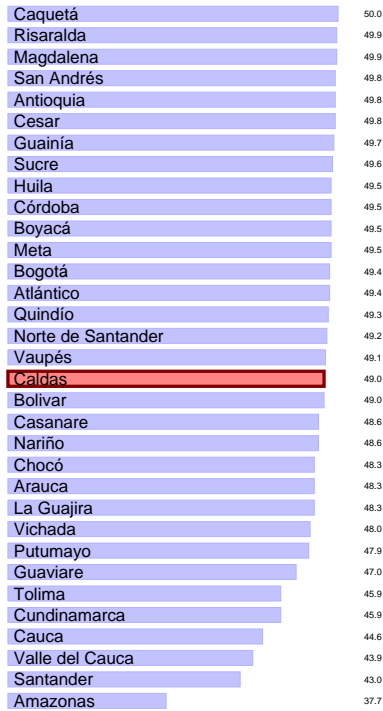 Caquetá 50.0
Risaralda 49.9
Magdalena 49.9
San Andrés 49.8
Antioquia 49.8
Cesar 49.8
Guainía 49.7
Sucre 49.6
Huila 49.5
Córdoba 49.5
Boyacá 49.5
Meta 49.5
Bogotá 49.4
Atlántico 49.4
Quindío 49.3
Norte de Santander 49.2
Vaupés 49.1
Caldas 49.0
Bolivar 49.0
Casanare 48.6
Nariño 48.6
Chocó 48.3
Arauca 48.3
La Guajira 48.3
Vichada 48.0
Putumayo 47.9
Guaviare 47.0
Tolima 45.9
Cundinamarca 45.9
Cauca 44.6
Valle del Cauca 43.9
Santander 43.0
Amazonas 37.7